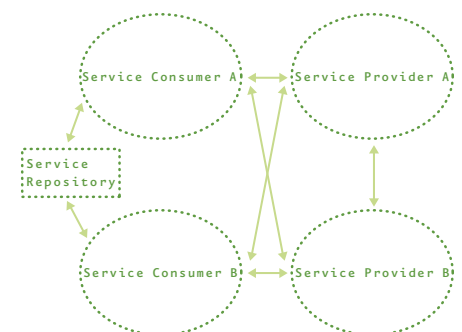 Service Consumer A
Service Provider A
Service
Repository
Service Consumer B
Service Provider B